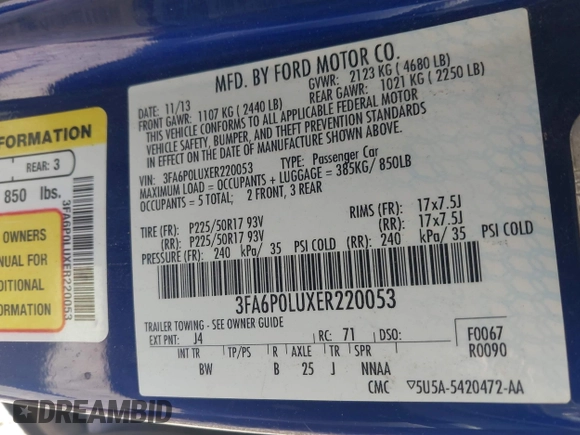 MFD. BY FORD MOTOR CO.
DATE: 11/13 GVWR: 2123 KG ( 4680 LB)
FRONT GAWR: 1107 KG ( 2440 LB) REAR GAWR: 1021 KG ( 2250 LB)
THIS VEHICLE CONFORMS TO ALL APPLICABLE FEDERAL MOTOR
VEHICLE SAFETY, BUMPER, AND THEFT PREVENTION STANDARDS
IN EFFECT ON THE DATE OF MANUFACTURE SHOWN ABOVE.
VIN: 3FA6P0LUXER220053 TYPE: Passenger Car
MAXIMUM LOAD = OCCUPANTS + LUGGAGE = 385KG/ 850LB
OCCUPANTS = 5 TOTAL; 2 FRONT, 3 REAR
TIRE (FR): P225/50R17 93V RIMS (FR): 17x7.5J
(RR): P225/50R17 93V (RR): 17x7.5J
PRESSURE (FR): 240 kPa/ 35 PSI COLD (RR): 240 kPa/ 35 PSI COLD
3FA6P0LUXER220053
TRAILER TOWING - SEE OWNER GUIDE
EXT PNT: J4 RC: 71 DSO: F0067
R0090
INT TR TP/PS R AXLE TR SPR
BW B 25 J NNAA
CMC ▽5U5A-5420472-AA
FORMATION
REAR: 3
850 lbs.
OWNERS
NUAL FOR
DITIONAL
FORMATION
3FA6P0LUXER220053
DREAMBID